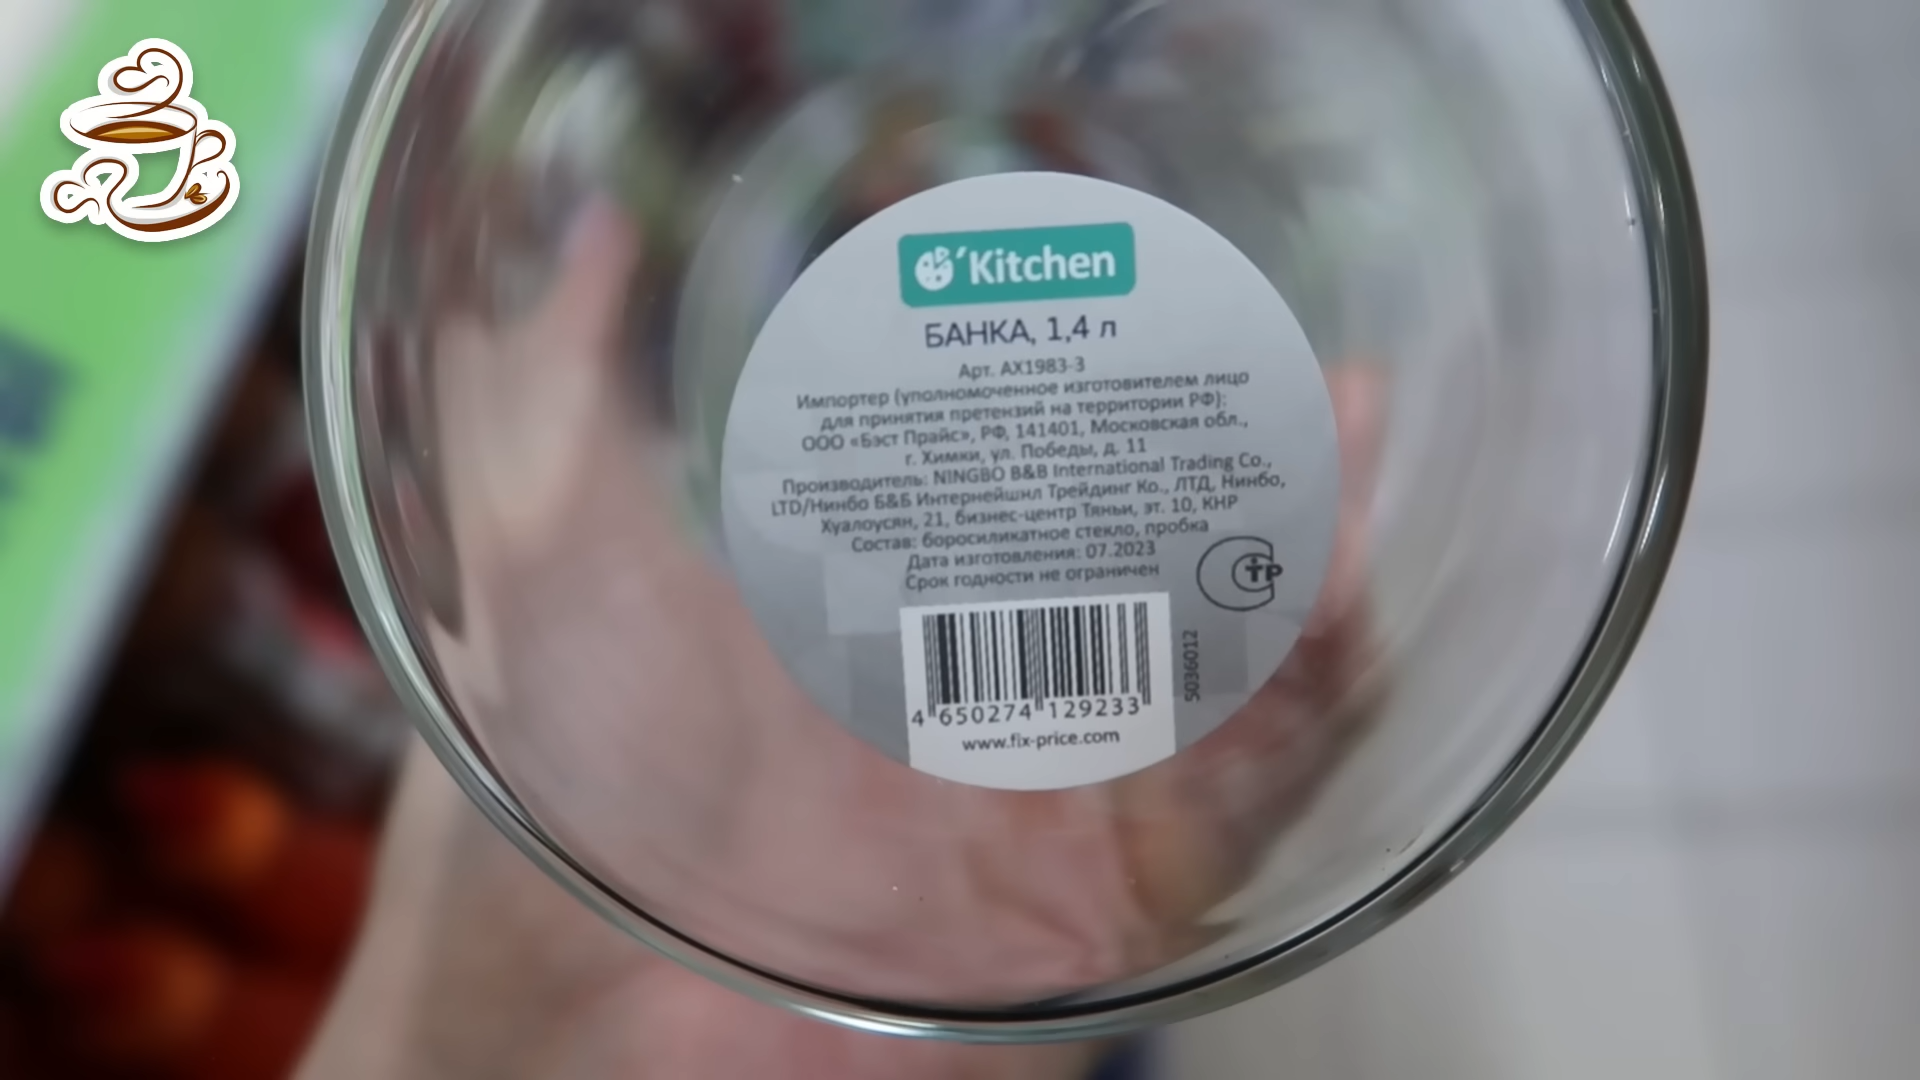 'Kitchen
БАНКА, 1,4 л
Арт. АХ1983-3
Импортер (уполномоченное изготовителем лицо
для принятия претензий на территории РФ):
ООО «Бэст Прайс», РФ, 141401, Московская обл.,
г. Химки, ул. Победы, д. 11
Производитель: NINGBO B&B International Trading Co.,
LTD/Нинбо Б&Б Интернейшнл Трейдинг Ко., ЛТД, Нинбо,
Хуалоусян, 21, бизнес-центр Тяньи, эт. 10, КНР
Состав: боросиликатное стекло, пробка
Дата изготовления: 07.2023
Срок годности не ограничен
СТР
5036012
4 650274 129233
www.fix-price.com